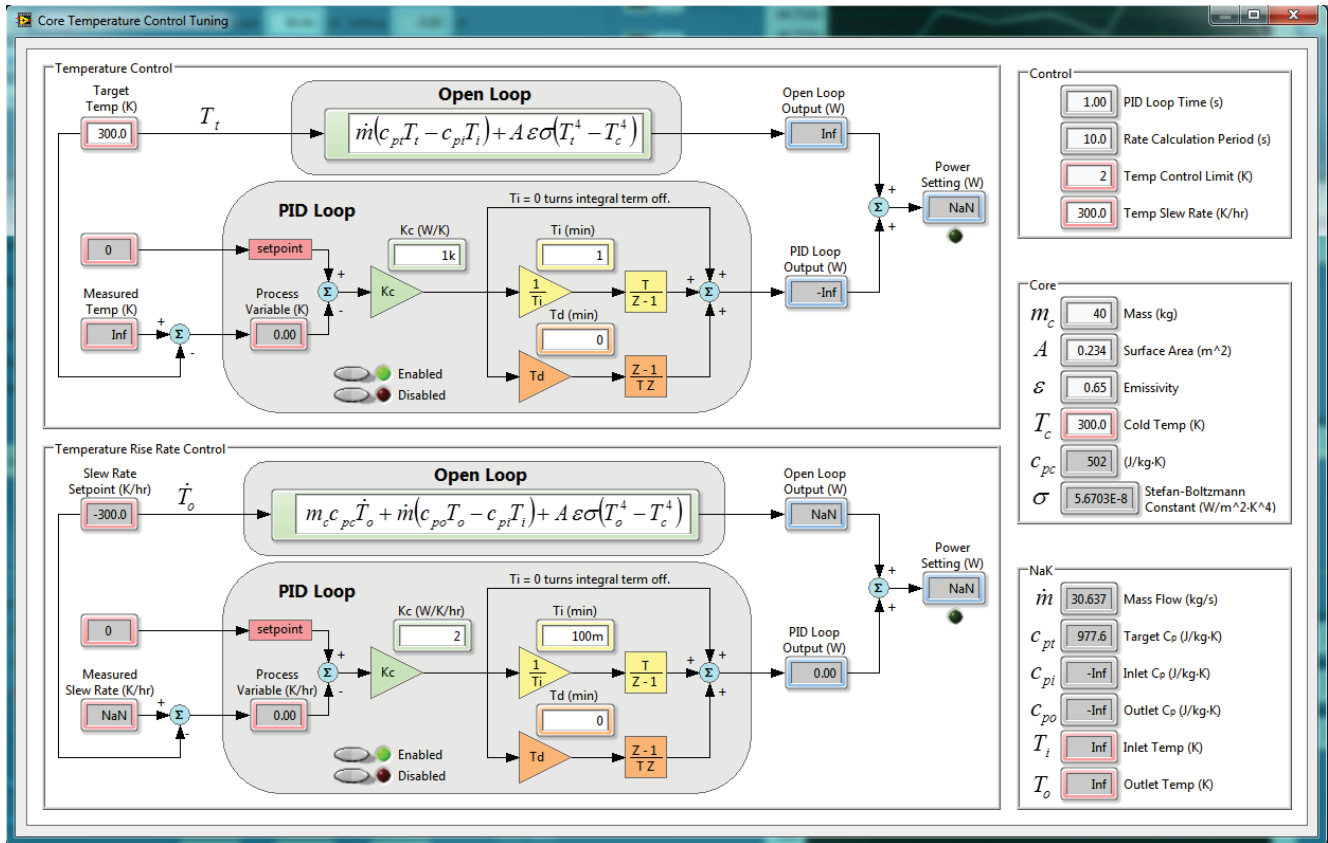 Core Temperature Control Tuning
Temperature Control
Target
Temp (K)
300.0
T_t
Open Loop
ṁ(c_pt T_t − c_pi T_i) + A ε σ(T_t^4 − T_c^4)
Open Loop
Output (W)
Inf
Power
Setting (W)
NaN
+
Σ
+
PID Loop
Ti = 0 turns integral term off.
0
setpoint
Kc (W/K)
1k
Ti (min)
1
PID Loop
Output (W)
-Inf
Measured
Temp (K)
Inf
+
Σ
-
Process
Variable (K)
0.00
+
Σ
-
Kc
1
Ti
T
Z - 1
+
+
Σ
+
Td (min)
0
Td
Z - 1
T Z
Enabled
Disabled
Temperature Rise Rate Control
Slew Rate
Setpoint (K/hr)
-300.0
Ṫ_o
Open Loop
m_c c_pc Ṫ_o + ṁ(c_po T_o − c_pi T_i) + A ε σ(T_o^4 − T_c^4)
Open Loop
Output (W)
NaN
Power
Setting (W)
NaN
+
Σ
+
PID Loop
Ti = 0 turns integral term off.
0
setpoint
Kc (W/K/hr)
2
Ti (min)
100m
PID Loop
Output (W)
0.00
Measured
Slew Rate (K/hr)
NaN
+
Σ
-
Process
Variable (K/hr)
0.00
+
Σ
-
Kc
1
Ti
T
Z - 1
+
+
Σ
+
Td (min)
0
Td
Z - 1
T Z
Enabled
Disabled
Control
1.00 PID Loop Time (s)
10.0 Rate Calculation Period (s)
2 Temp Control Limit (K)
300.0 Temp Slew Rate (K/hr)
Core
m_c 40 Mass (kg)
A 0.234 Surface Area (m^2)
ε 0.65 Emissivity
T_c 300.0 Cold Temp (K)
c_pc 502 (J/kg·K)
σ 5.6703E-8 Stefan-Boltzmann
Constant (W/m^2·K^4)
NaK
ṁ 30.637 Mass Flow (kg/s)
c_pt 977.6 Target Cp (J/kg·K)
c_pi -Inf Inlet Cp (J/kg·K)
c_po -Inf Outlet Cp (J/kg·K)
T_i Inf Inlet Temp (K)
T_o Inf Outlet Temp (K)